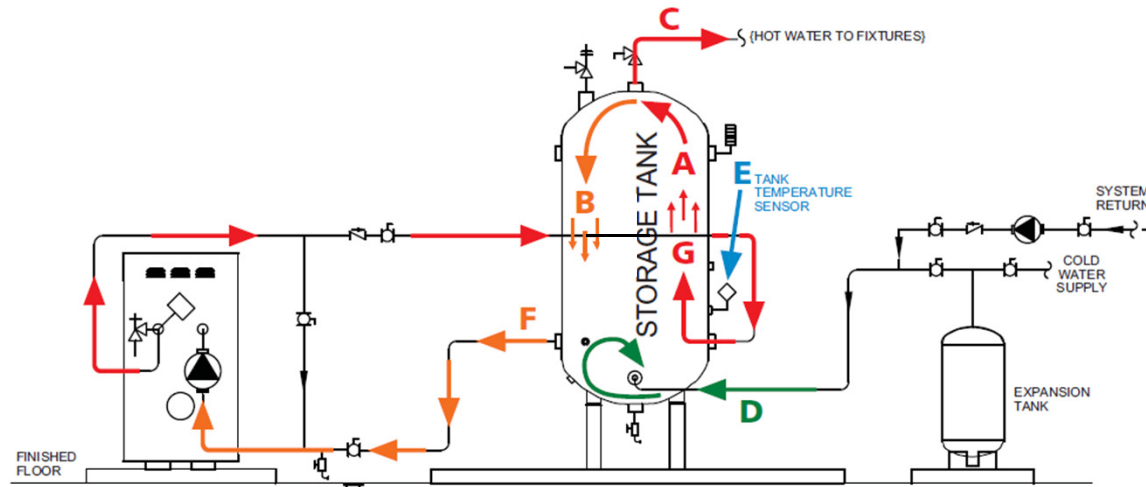 C
{HOT WATER TO FIXTURES}
A
E
TANK
TEMPERATURE
SENSOR
B
STORAGE TANK
G
SYSTEM
RETURN
COLD
WATER
SUPPLY
F
D
EXPANSION
TANK
FINISHED
FLOOR